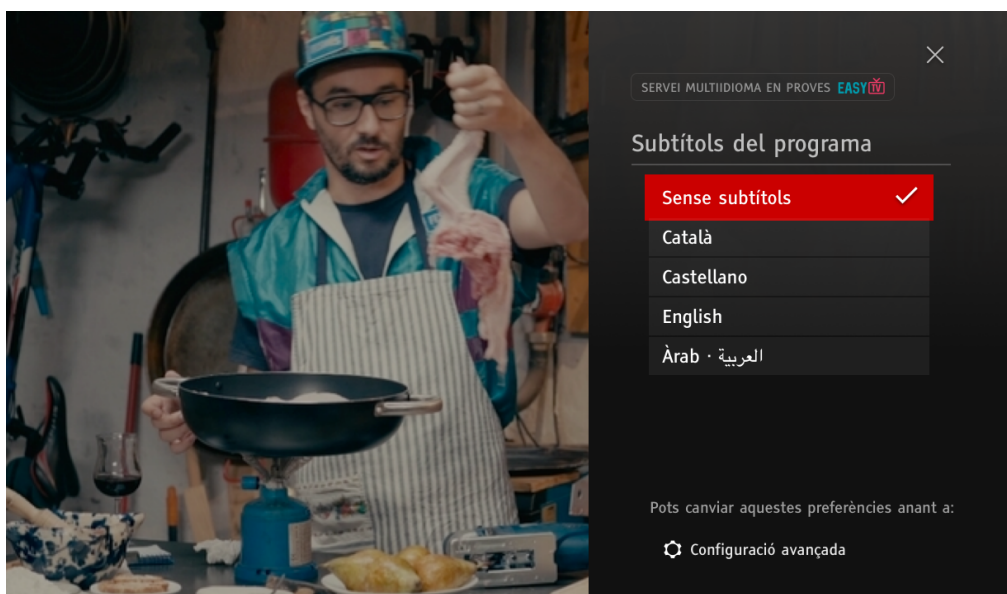 SERVEI MULTIIDIOMA EN PROVES EASYTV
Subtítols del programa
Sense subtítols
Català
Castellano
English
Àrab · العربية
Pots canviar aquestes preferències anant a:
Configuració avançada